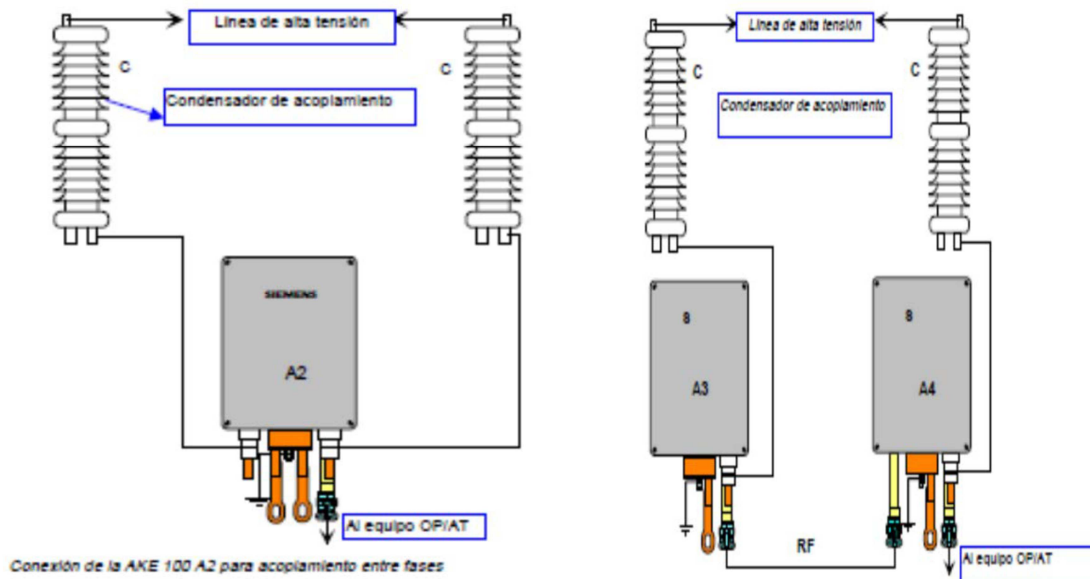 Línea de alta tensión
C
C
Condensador de acoplamiento
SIEMENS
A2
Al equipo OP/AT
Conexión de la AKE 100 A2 para acoplamiento entre fases
Línea de alta tensión
C
C
Condensador de acoplamiento
8
A3
8
A4
RF
Al equipo OP/AT